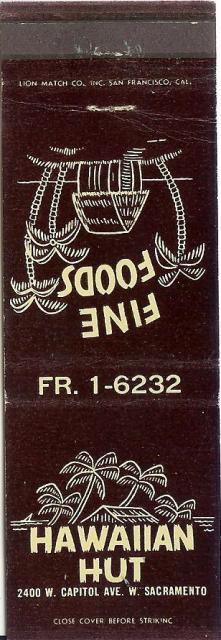 LION MATCH CO., INC. SAN FRANCISCO, CAL.
FINE
FOODS
FR. 1-6232
HAWAIIAN
HUT
2400 W. CAPITOL AVE. W. SACRAMENTO
CLOSE COVER BEFORE STRIKING